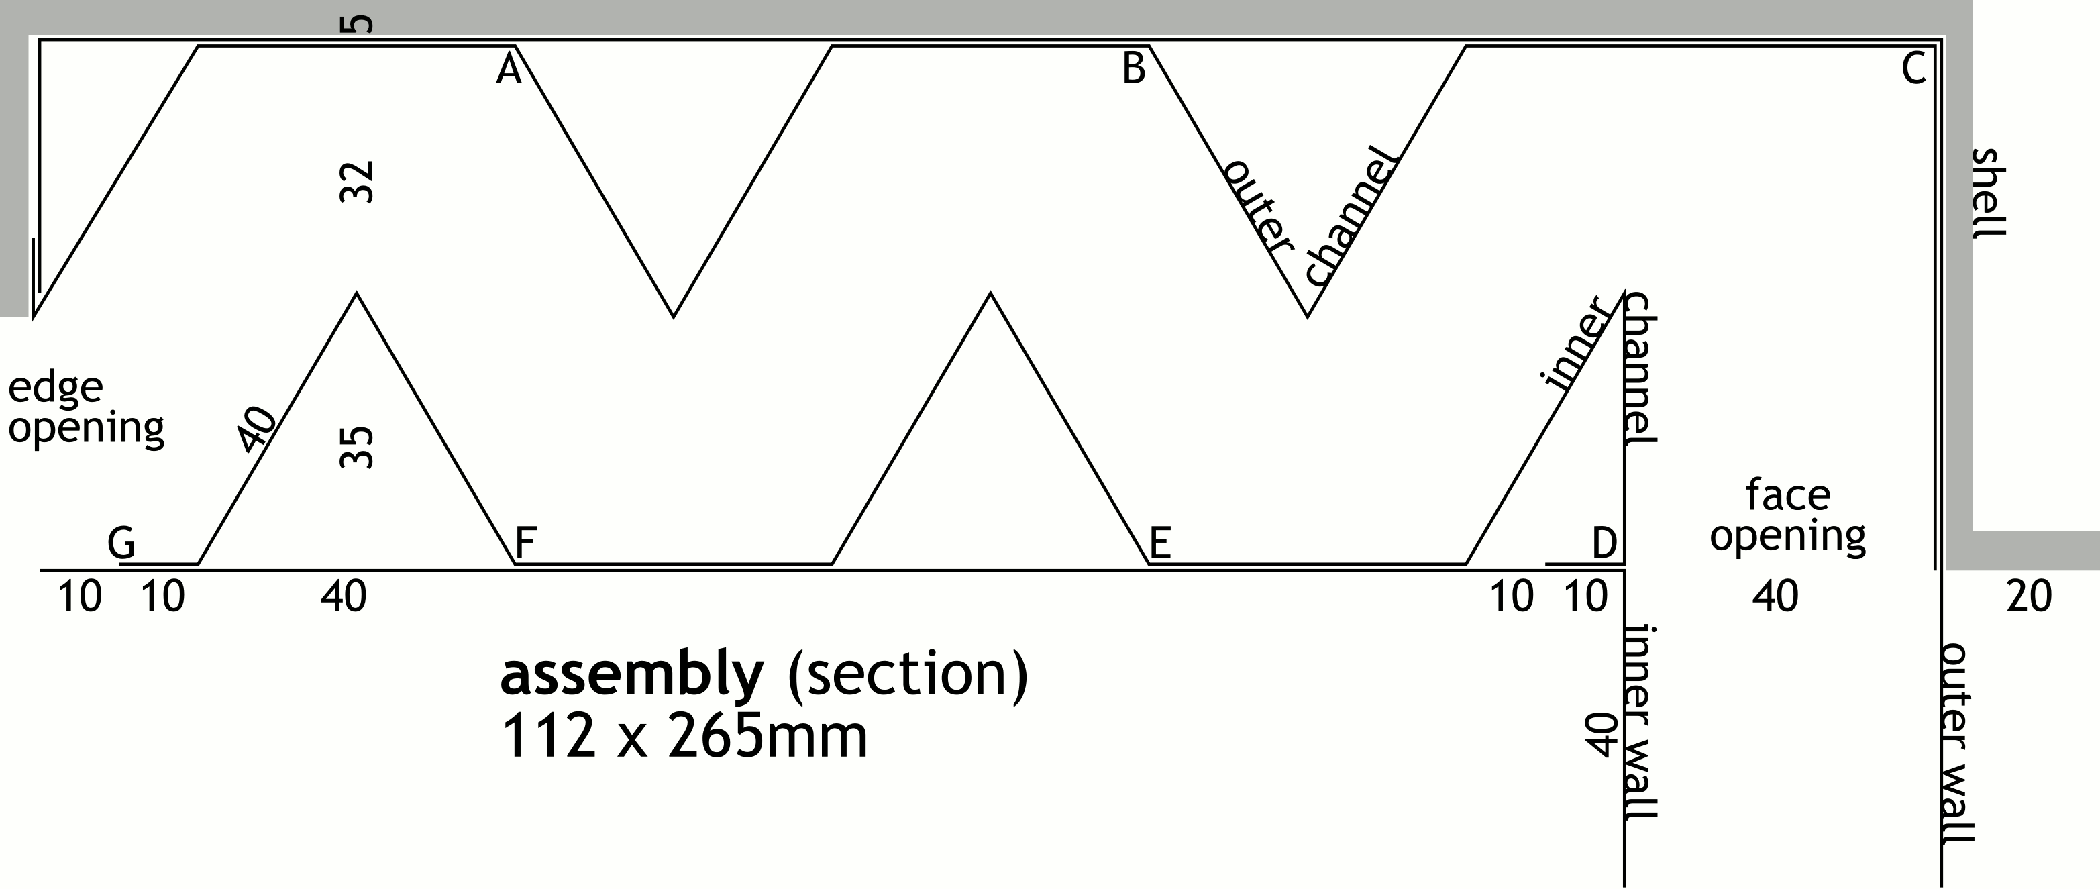 5
A
B
C
32
outer
channel
shell
edge
opening
40
35
inner
channel
face
opening
G
F
E
D
10
10
40
10
10
40
20
assembly (section)
112 x 265mm
40
inner wall
outer wall